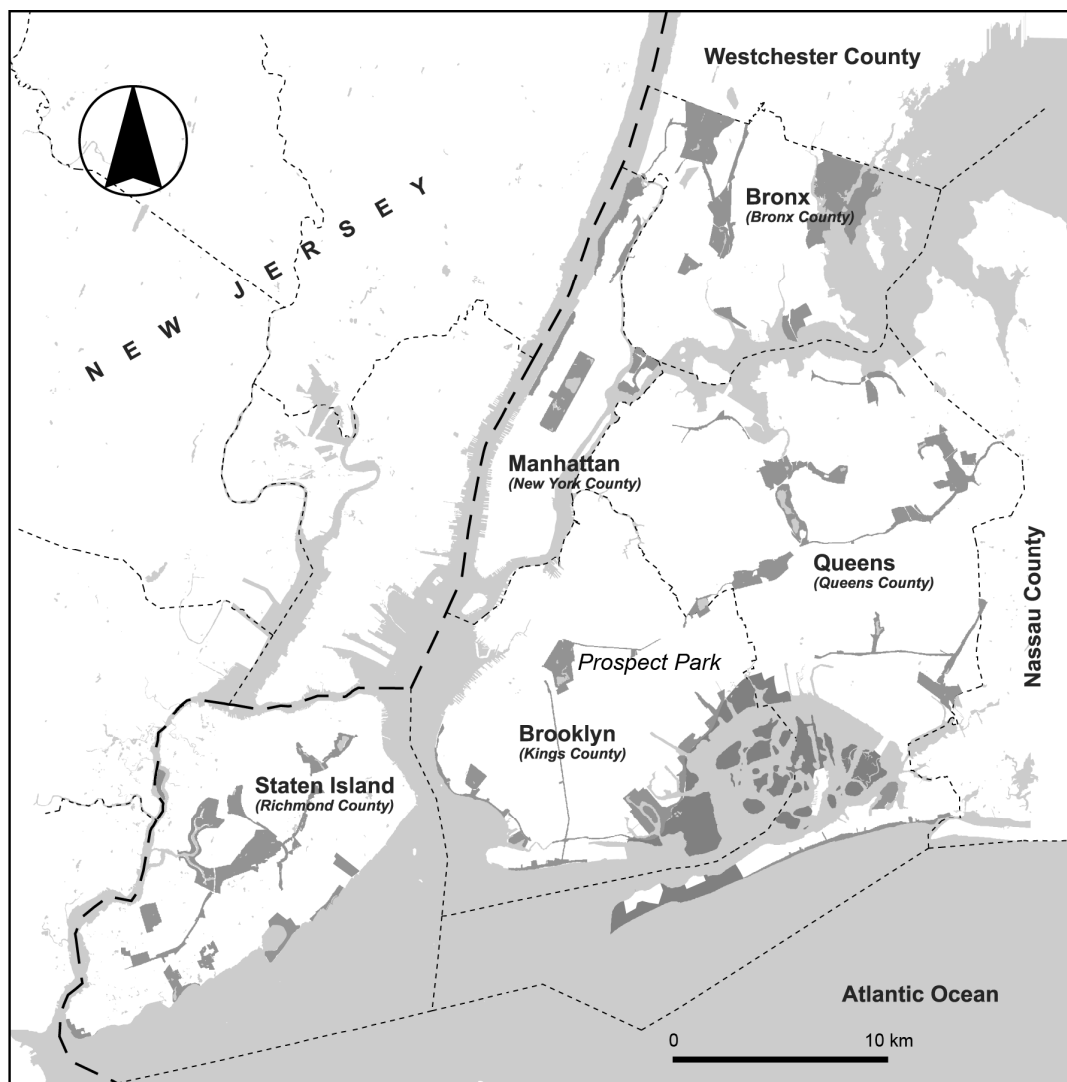 Westchester County
Bronx
(Bronx County)
NEW JERSEY
Manhattan
(New York County)
Queens
(Queens County)
Nassau County
Prospect Park
Brooklyn
(Kings County)
Staten Island
(Richmond County)
Atlantic Ocean
0 10 km